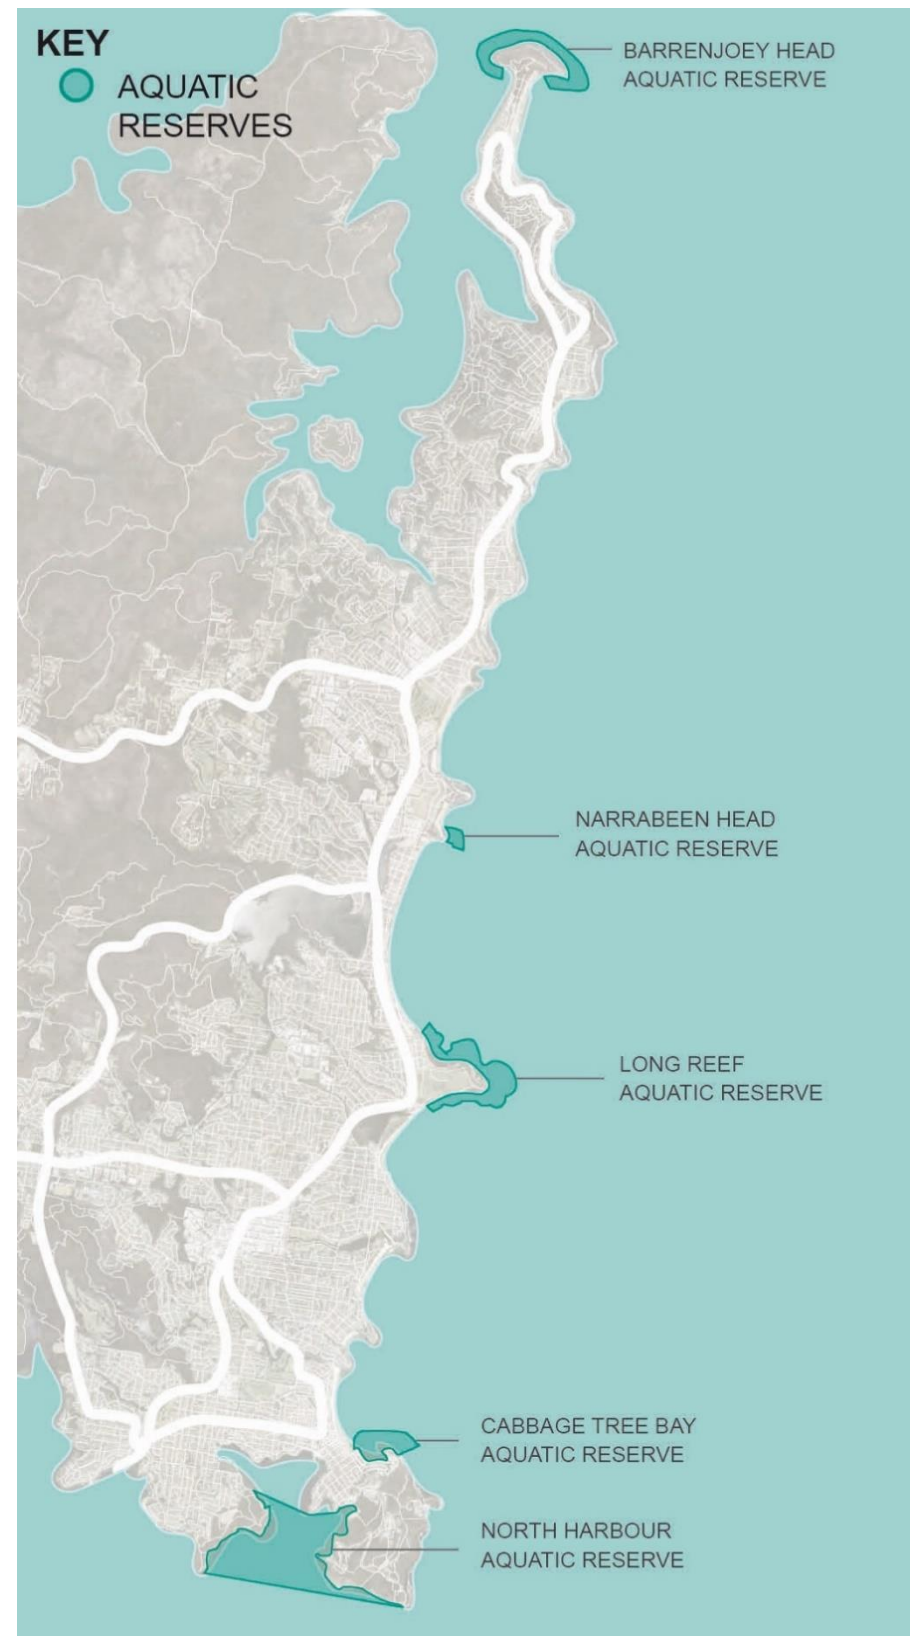 KEY
AQUATIC
RESERVES
BARRENJOEY HEAD
AQUATIC RESERVE
NARRABEEN HEAD
AQUATIC RESERVE
LONG REEF
AQUATIC RESERVE
CABBAGE TREE BAY
AQUATIC RESERVE
NORTH HARBOUR
AQUATIC RESERVE